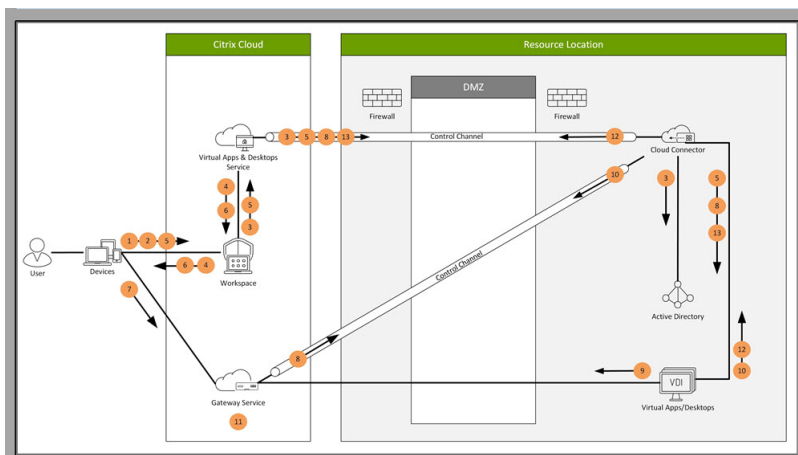 Citrix Cloud
Resource Location
DMZ
Firewall
Firewall
3 5 8 13
Control Channel
12
Virtual Apps & Desktops
Service
Cloud Connector
4
6
5
3
10
3
5
8
13
1 2 5
6 4
User
Devices
Workspace
Control Channel
7
Active Directory
8
12
10
9
VDI
Gateway Service
Virtual Apps/Desktops
11